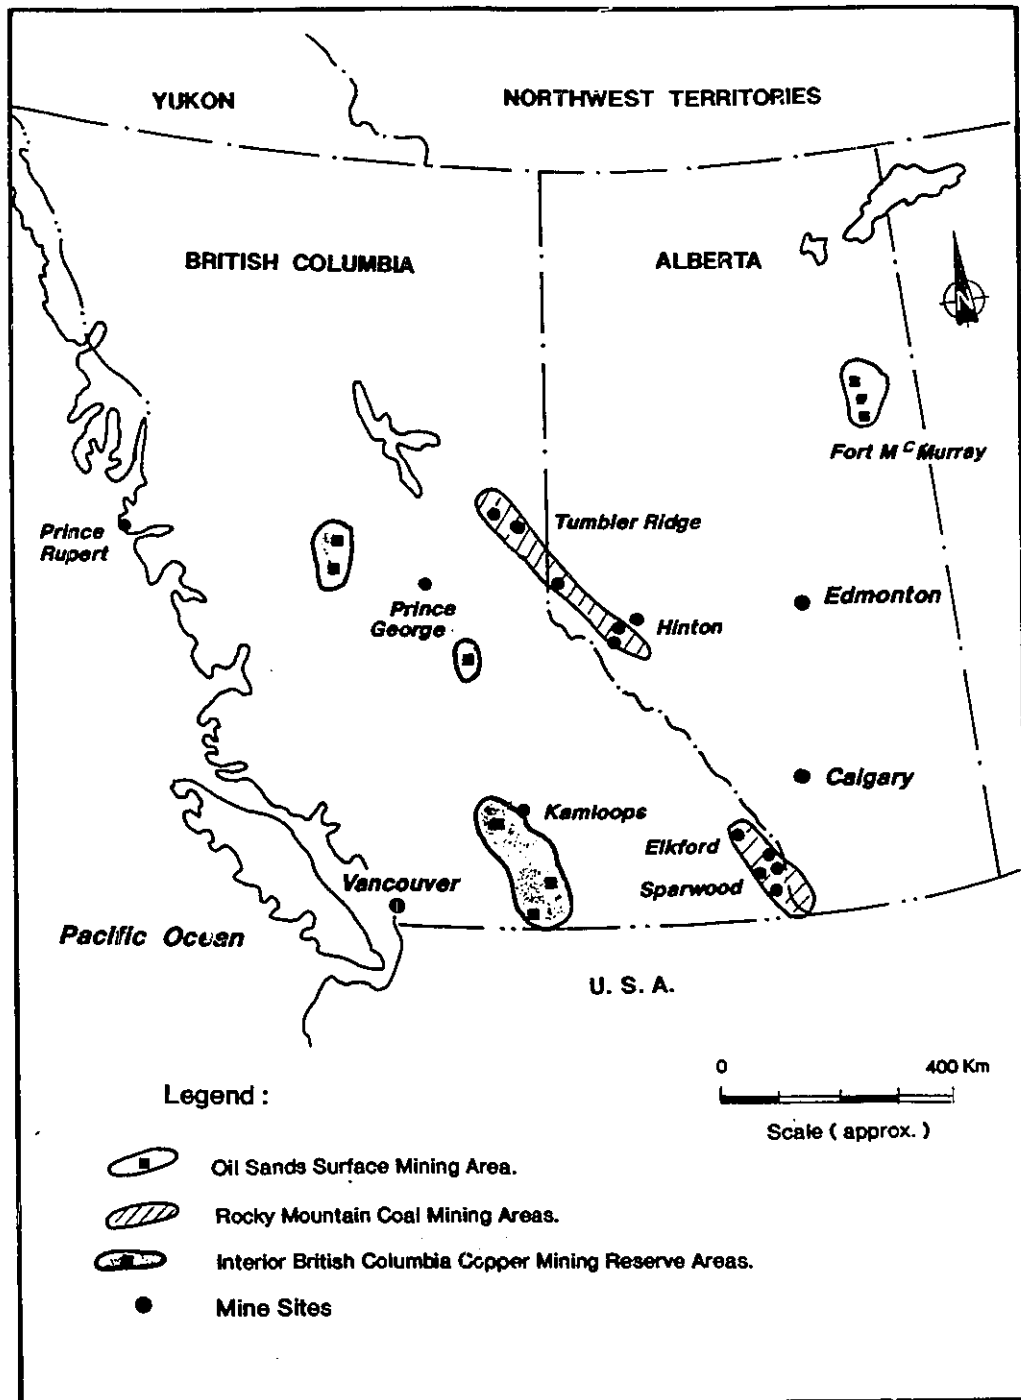 YUKON
NORTHWEST TERRITORIES
BRITISH COLUMBIA
ALBERTA
N
Fort McMurray
Prince
Rupert
Tumbler Ridge
Prince
George
Hinton
Edmonton
Calgary
Kamloops
Elkford
Vancouver
Sparwood
Pacific Ocean
U. S. A.
0 400 Km
Scale ( approx. )
Legend :
Oil Sands Surface Mining Area.
Rocky Mountain Coal Mining Areas.
Interior British Columbia Copper Mining Reserve Areas.
Mine Sites